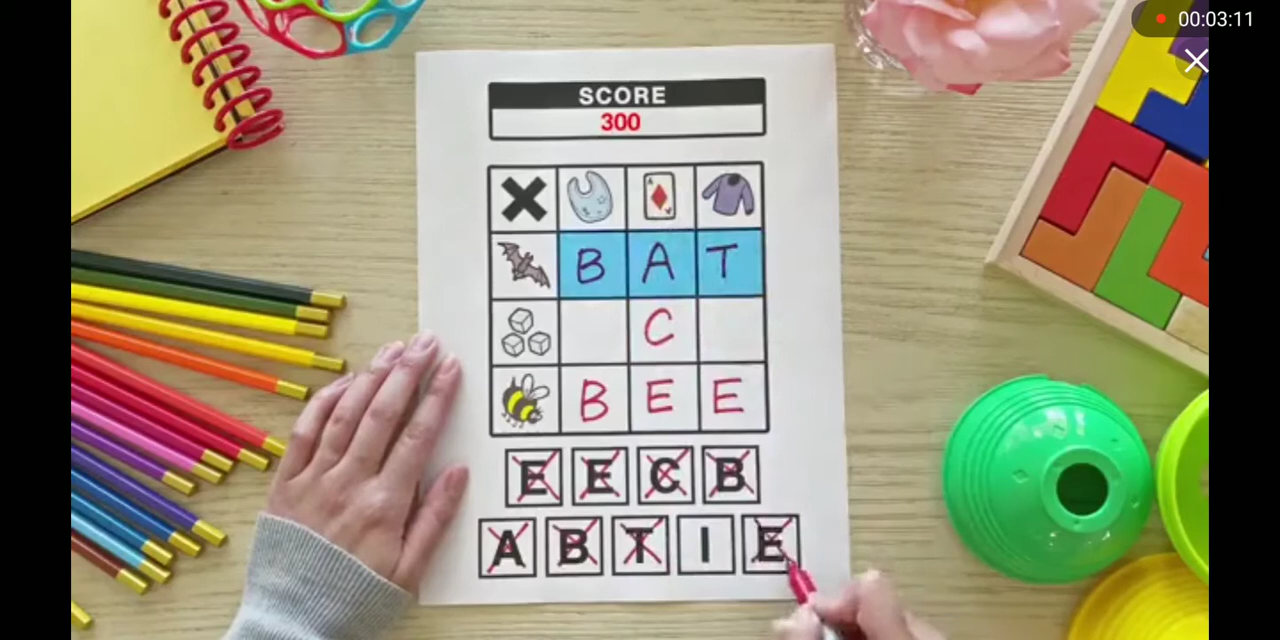 00:03:11
SCORE
300
A
B A T
C
B E E
E E C B
A B T I E